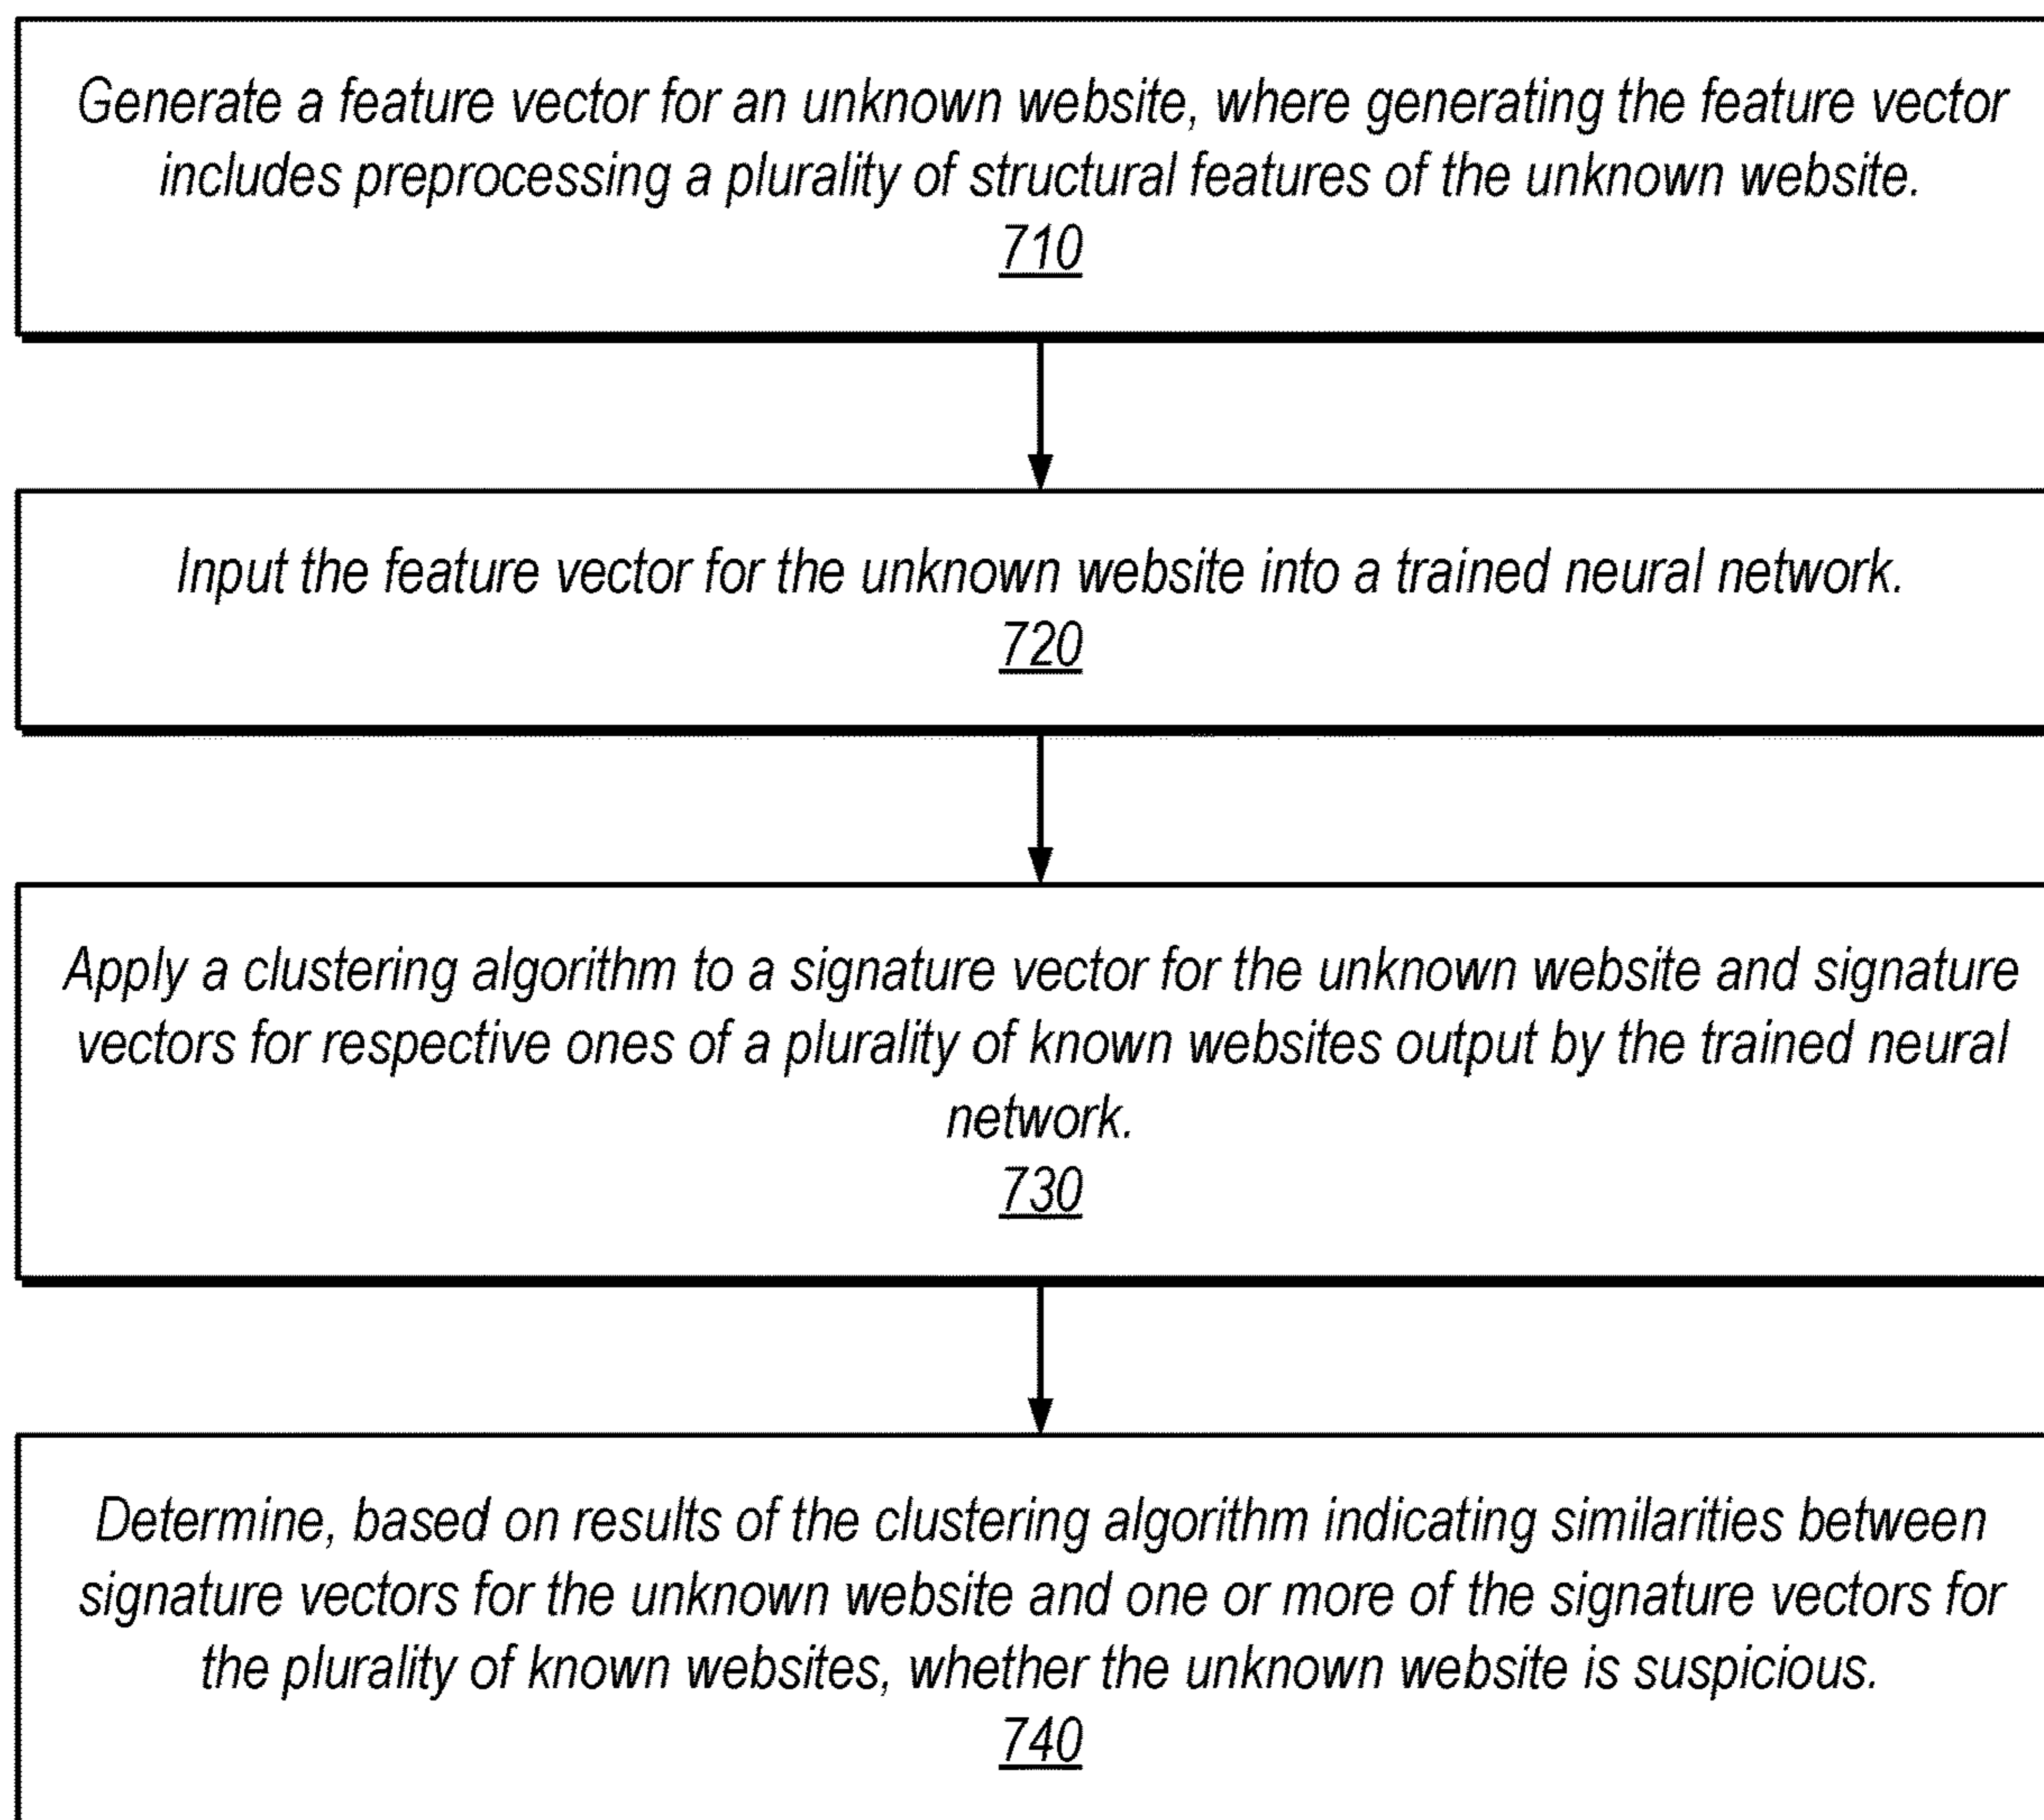 Generate a feature vector for an unknown website, where generating the feature vector
includes preprocessing a plurality of structural features of the unknown website.
710
Input the feature vector for the unknown website into a trained neural network.
720
Apply a clustering algorithm to a signature vector for the unknown website and signature
vectors for respective ones of a plurality of known websites output by the trained neural
network.
730
Determine, based on results of the clustering algorithm indicating similarities between
signature vectors for the unknown website and one or more of the signature vectors for
the plurality of known websites, whether the unknown website is suspicious.
740